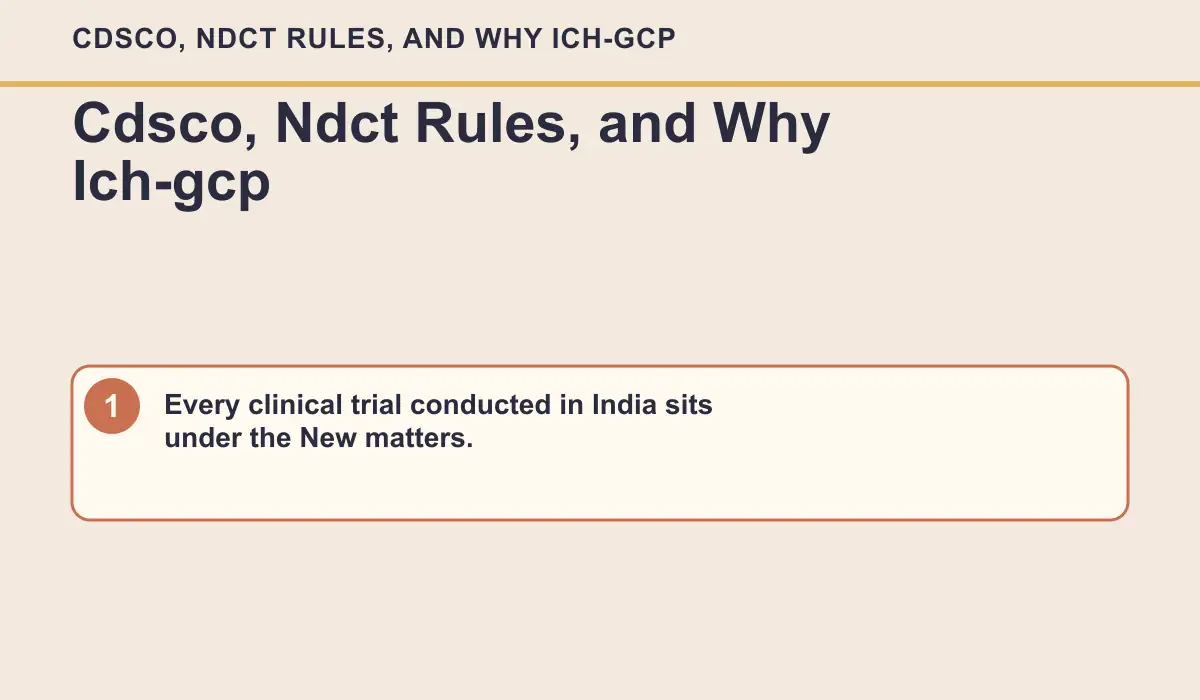 CDSCO, NDCT RULES, AND WHY ICH-GCP
Cdsco, Ndct Rules, and Why
Ich-gcp
1
Every clinical trial conducted in India sits
under the New matters.